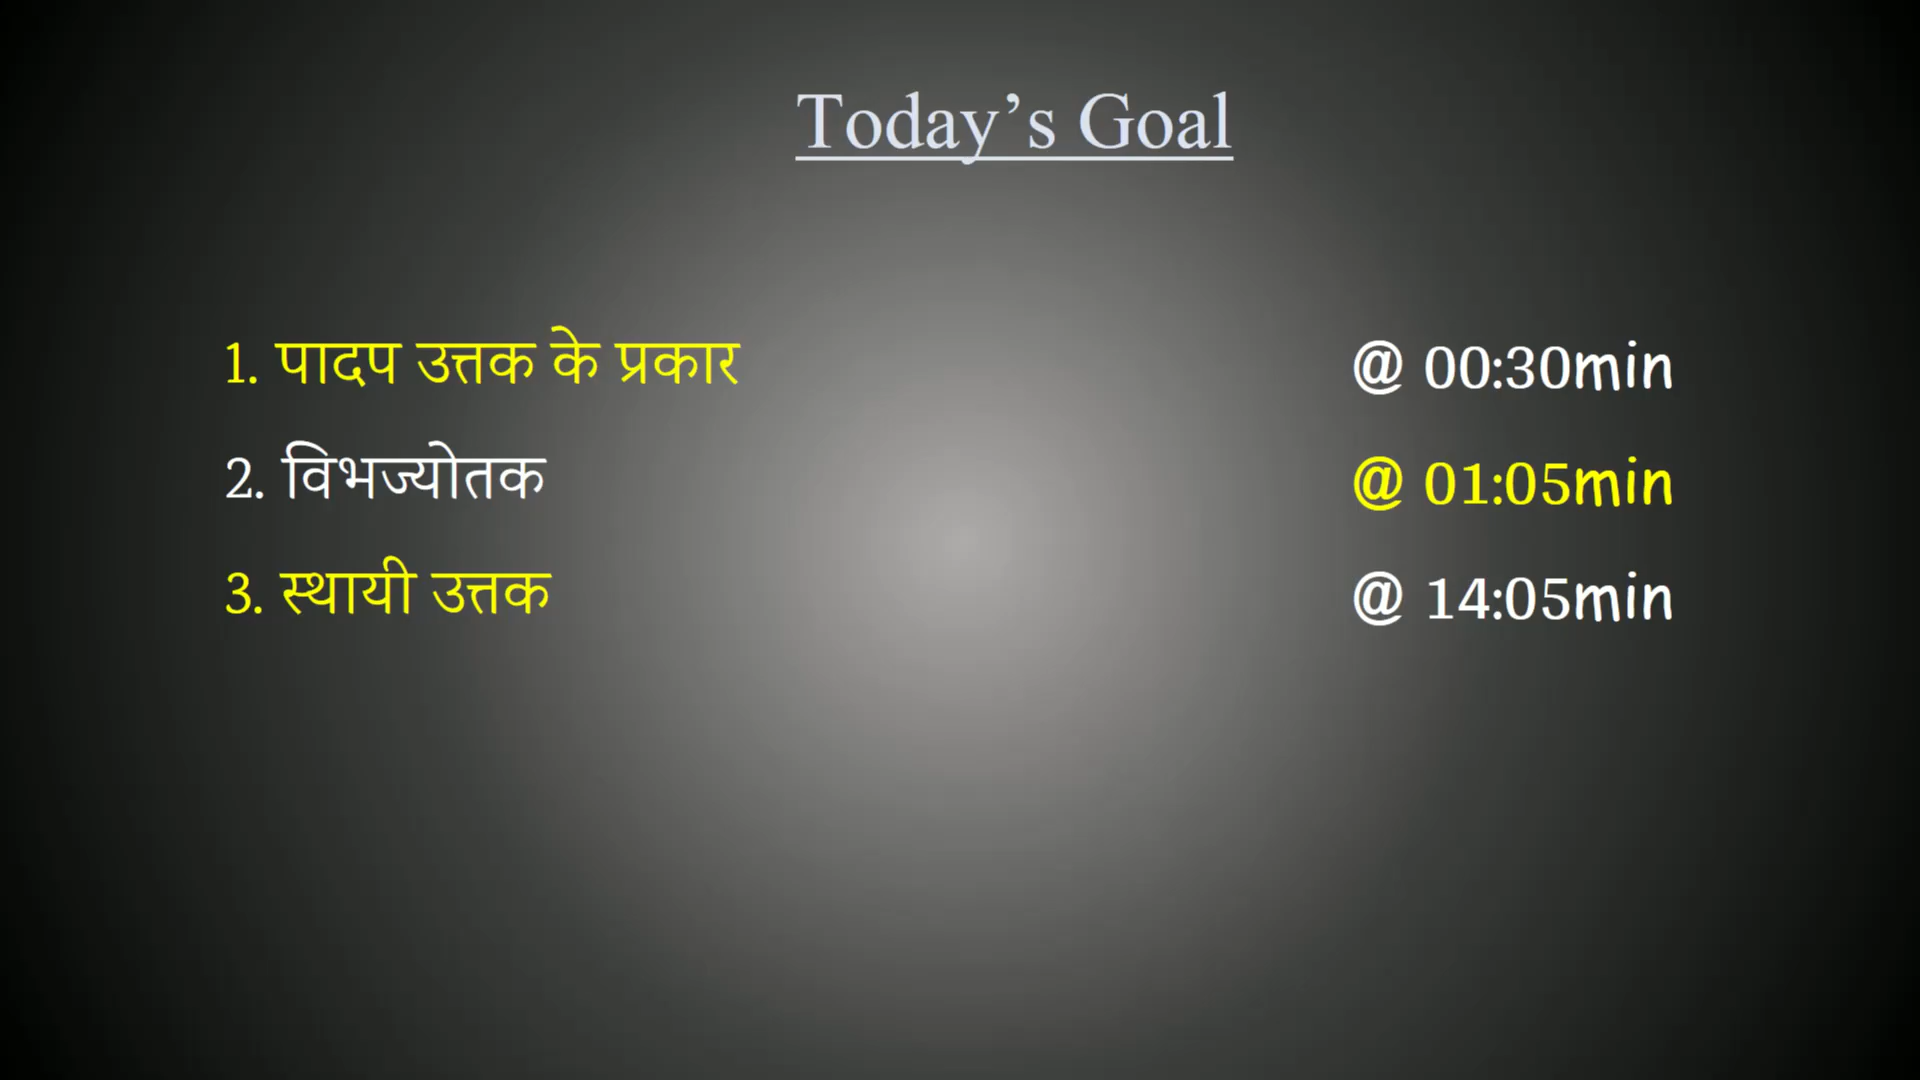 Today’s Goal
1. पादप उत्तक के प्रकार @ 00:30min
2. विभज्योतक @ 01:05min
3. स्थायी उत्तक @ 14:05min